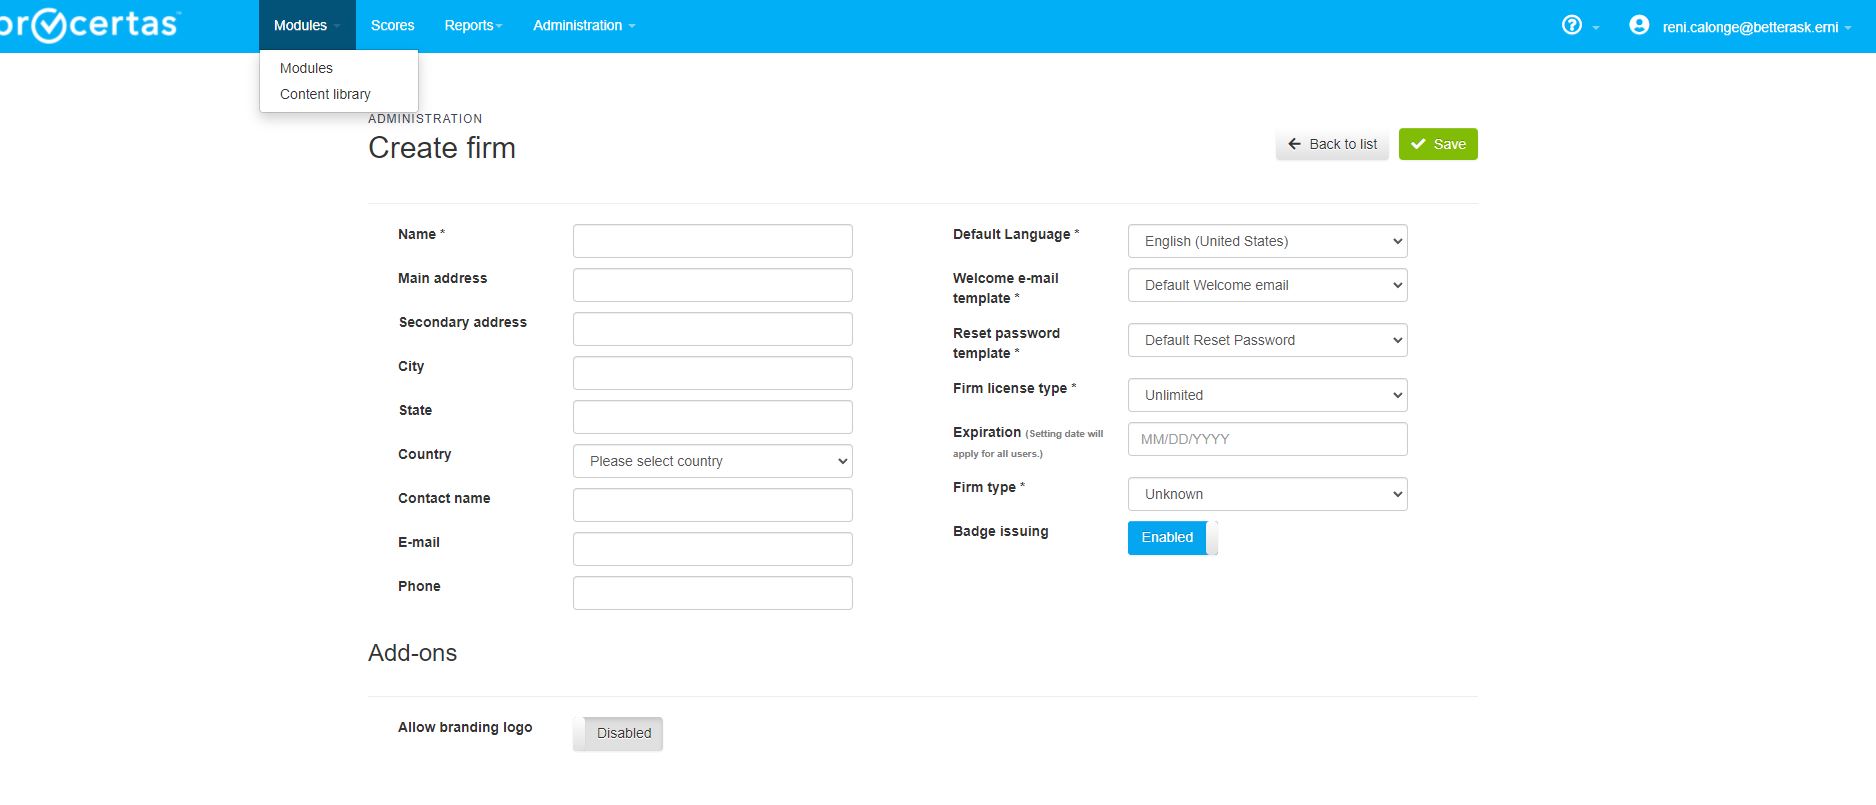 procertas™
Modules
Scores
Reports
Administration
reni.calonge@betterask.erni
Modules
Content library
ADMINISTRATION
Create firm
Back to list
Save
Name *
Main address
Secondary address
City
State
Country
Please select country
Contact name
E-mail
Phone
Default Language *
English (United States)
Welcome e-mail
template *
Default Welcome email
Reset password
template *
Default Reset Password
Firm license type *
Unlimited
Expiration (Setting date will
apply for all users.)
MM/DD/YYYY
Firm type *
Unknown
Badge issuing
Enabled
Add-ons
Allow branding logo
Disabled